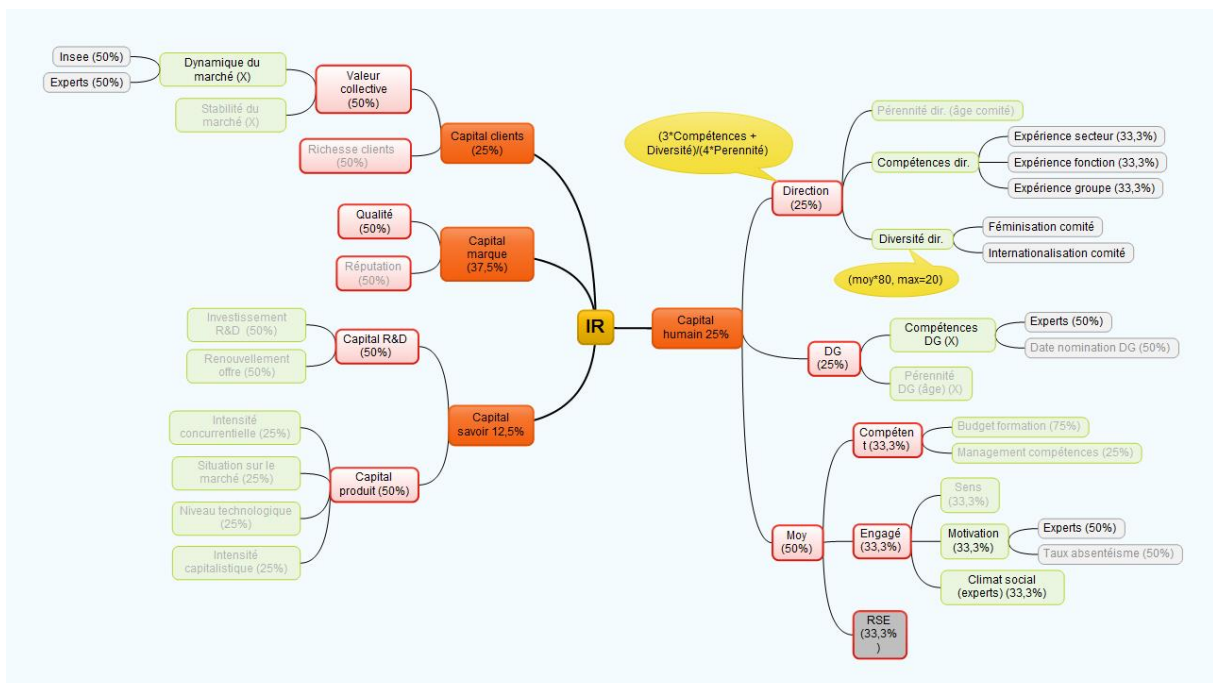 Insee (50%)
Experts (50%)
Dynamique du
marché (X)
Stabilité du
marché (X)
Valeur
collective
(50%)
Richesse clients
(50%)
Capital clients
(25%)
Qualité
(50%)
Réputation
(50%)
Capital
marque
(37,5%)
Investissement
R&D (50%)
Renouvellement
offre (50%)
Capital R&D
(50%)
Intensité
concurrentielle (25%)
Situation sur le
marché (25%)
Niveau technologique
(25%)
Intensité
capitalistique (25%)
Capital
produit (50%)
Capital
savoir 12,5%
IR
Capital
humain 25%
(3*Compétences +
Diversité)/(4*Perennité)
Direction
(25%)
Pérennité dir. (âge comité)
Compétences dir.
Expérience secteur (33,3%)
Expérience fonction (33,3%)
Expérience groupe (33,3%)
Diversité dir.
Féminisation comité
Internationalisation comité
(moy*80, max=20)
DG
(25%)
Compétences
DG (X)
Experts (50%)
Date nomination DG (50%)
Pérennité
DG (âge) (X)
Moy
(50%)
Compéten
t (33,3%)
Budget formation (75%)
Management compétences (25%)
Engagé
(33,3%)
Sens
(33,3%)
Motivation
(33,3%)
Experts (50%)
Taux absentéisme (50%)
Climat social
(experts) (33,3%)
RSE
(33,3%
)